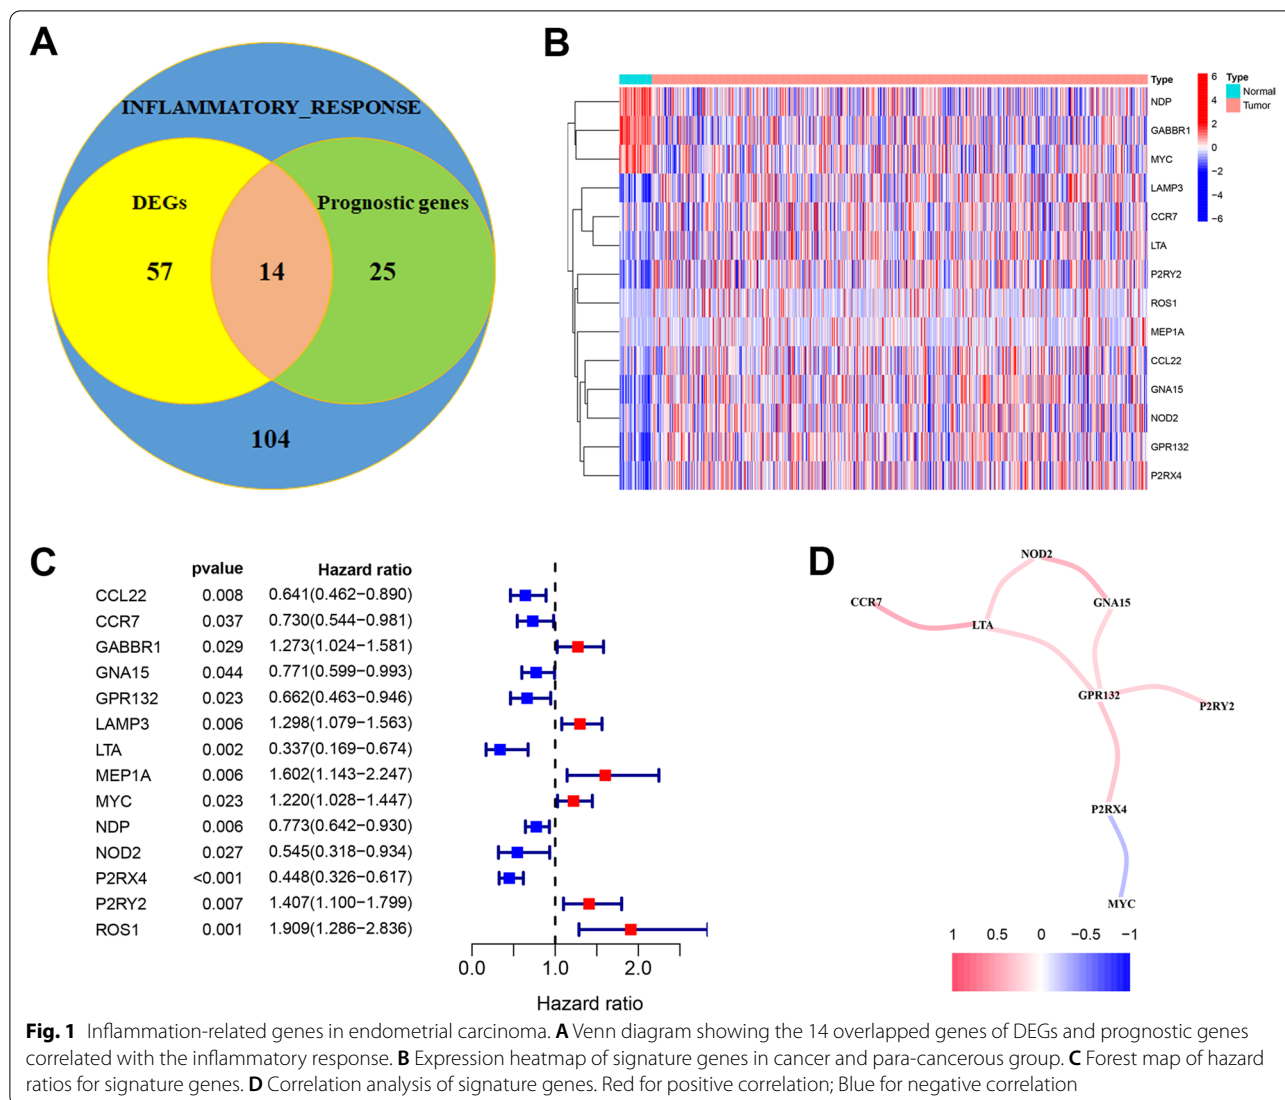 A
INFLAMMATORY_RESPONSE
DEGs
Prognostic genes
57
14
25
104
B
Type
NDP
GABBR1
MYC
LAMP3
CCR7
LTA
P2RY2
ROS1
MEP1A
CCL22
GNA15
NOD2
GPR132
P2RX4
6
4
2
0
−2
−4
−6
Type
Normal
Tumor
C
pvalue Hazard ratio
CCL22 0.008 0.641(0.462−0.890)
CCR7 0.037 0.730(0.544−0.981)
GABBR1 0.029 1.273(1.024−1.581)
GNA15 0.044 0.771(0.599−0.993)
GPR132 0.023 0.662(0.463−0.946)
LAMP3 0.006 1.298(1.079−1.563)
LTA 0.002 0.337(0.169−0.674)
MEP1A 0.006 1.602(1.143−2.247)
MYC 0.023 1.220(1.028−1.447)
NDP 0.006 0.773(0.642−0.930)
NOD2 0.027 0.545(0.318−0.934)
P2RX4 <0.001 0.448(0.326−0.617)
P2RY2 0.007 1.407(1.100−1.799)
ROS1 0.001 1.909(1.286−2.836)
0.0 1.0 2.0
Hazard ratio
D
NOD2
CCR7
GNA15
LTA
GPR132
P2RY2
P2RX4
MYC
1 0.5 0 −0.5 −1
Fig. 1 Inflammation-related genes in endometrial carcinoma. A Venn diagram showing the 14 overlapped genes of DEGs and prognostic genes
correlated with the inflammatory response. B Expression heatmap of signature genes in cancer and para-cancerous group. C Forest map of hazard
ratios for signature genes. D Correlation analysis of signature genes. Red for positive correlation; Blue for negative correlation